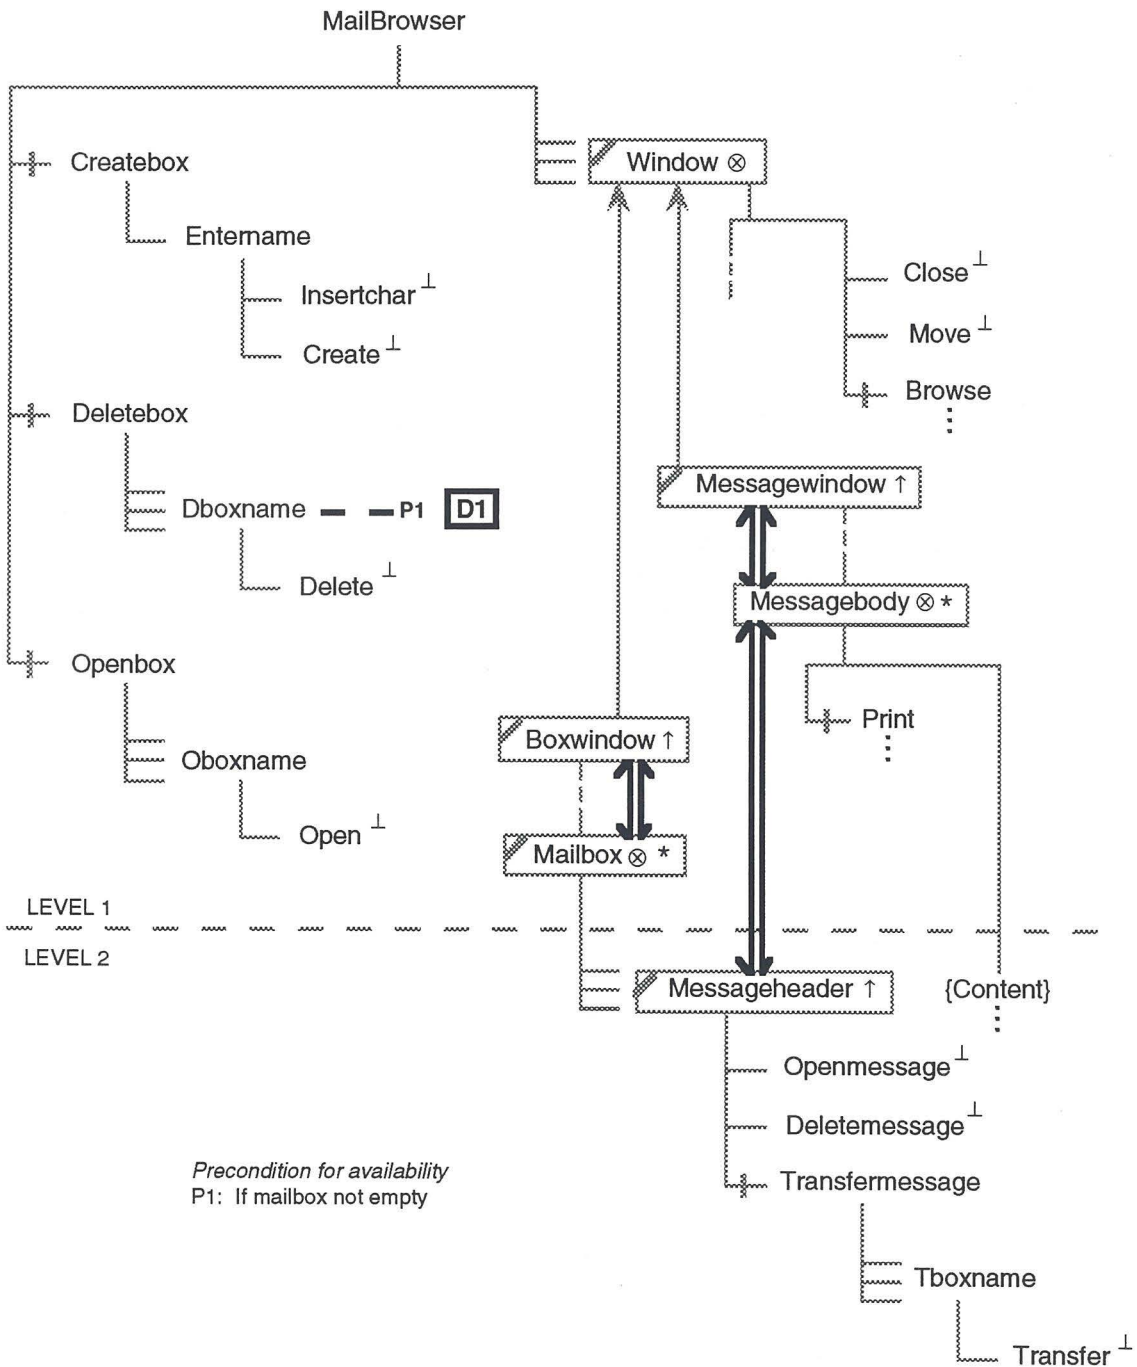 MailBrowser
Createbox
Window ⊗
Entername
Close ⊥
Insertchar ⊥
Move ⊥
Create ⊥
Browse
Deletebox
Messagewindow ↑
Dboxname
P1
D1
Delete ⊥
Messagebody ⊗ *
Openbox
Print
Boxwindow ↑
Oboxname
Open ⊥
Mailbox ⊗ *
LEVEL 1
LEVEL 2
Messageheader ↑
{Content}
Openmessage ⊥
Deletemessage ⊥
Precondition for availability
Transfermessage
P1: If mailbox not empty
Tboxname
Transfer ⊥